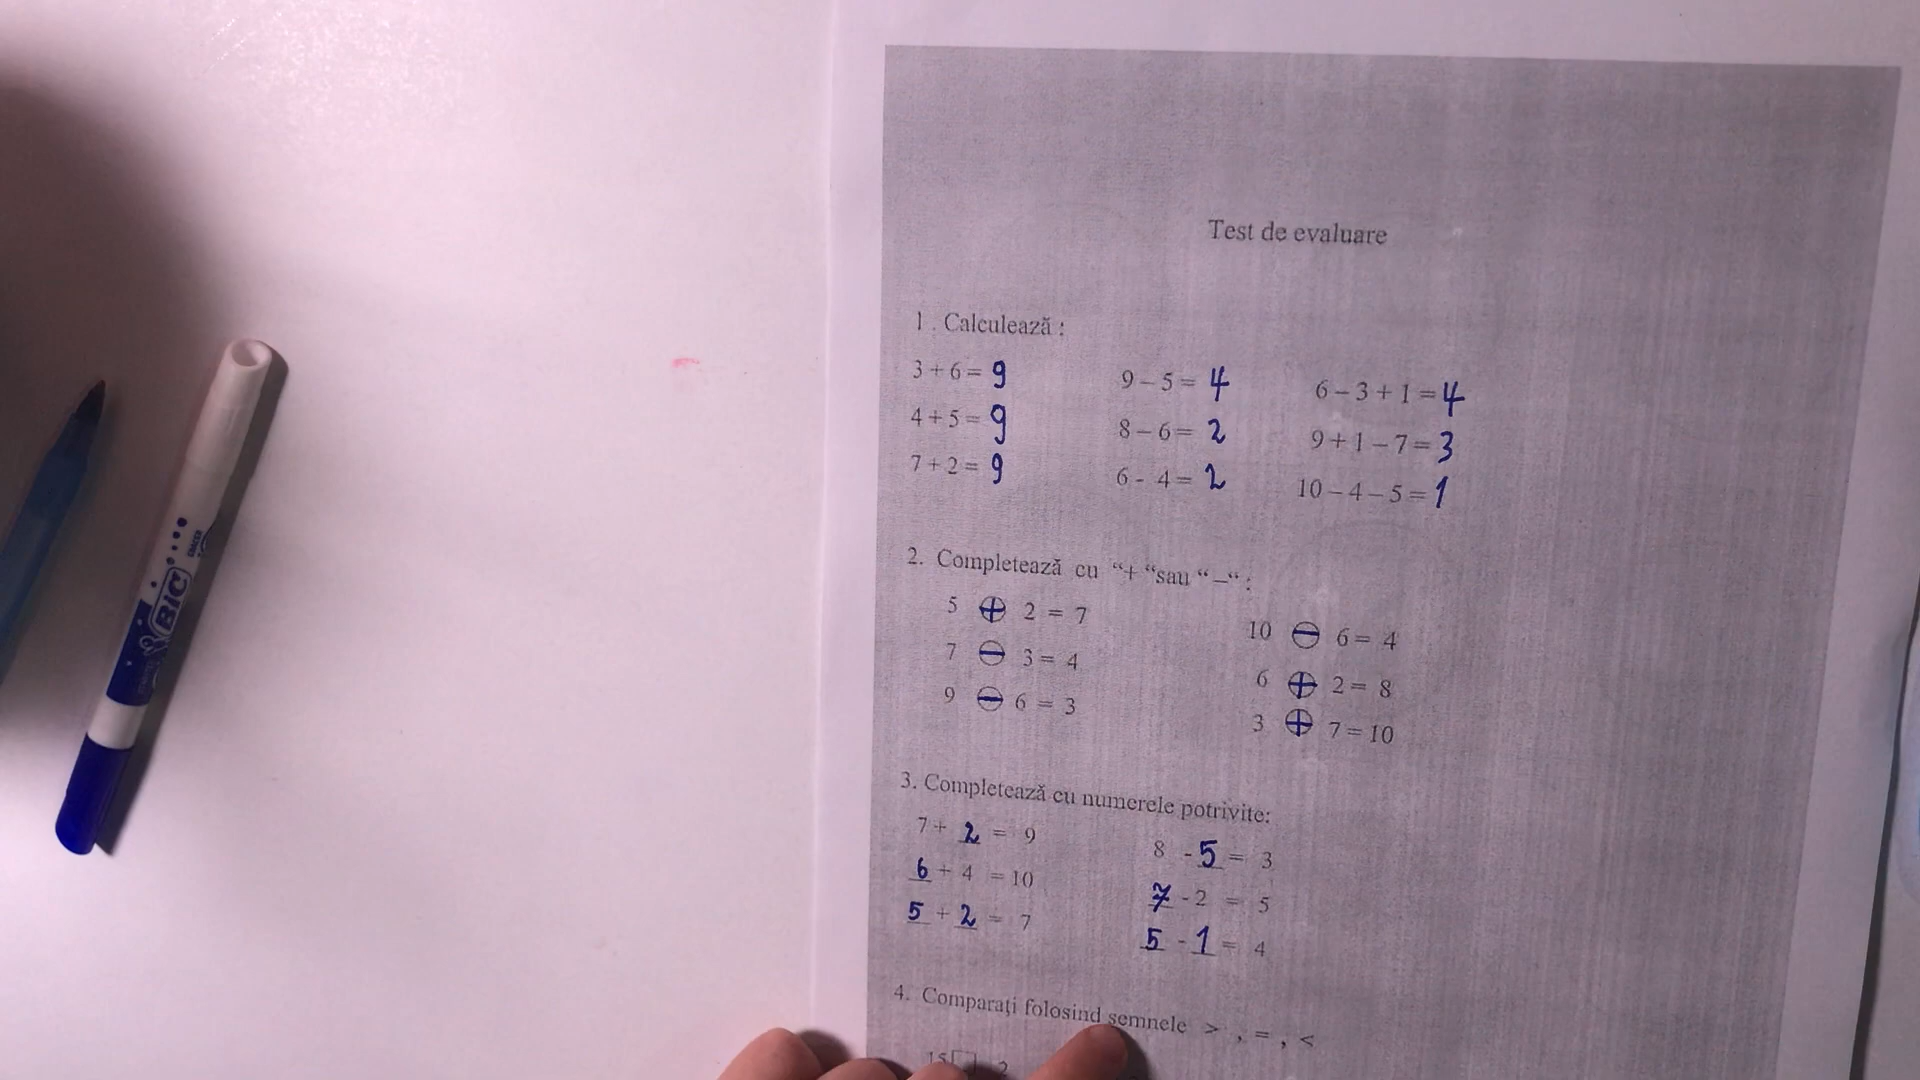 Test de evaluare
1 . Calculează :
3 + 6 = 9 9 – 5 = 4 6 – 3 + 1 = 4
4 + 5 = 9 8 – 6 = 2 9 + 1 – 7 = 3
7 + 2 = 9 6 - 4 = 2 10 – 4 – 5 = 1
2. Completează cu “+ “sau “ –“ :
5 + 2 = 7 10 – 6 = 4
7 – 3 = 4 6 + 2 = 8
9 – 6 = 3 3 + 7 = 10
3. Completează cu numerele potrivite:
7 + 2 = 9 8 - 5 = 3
6 + 4 = 10 7 - 2 = 5
5 + 2 = 7 5 - 1 = 4
4. Comparaţi folosind semnele > , = , <
BIC